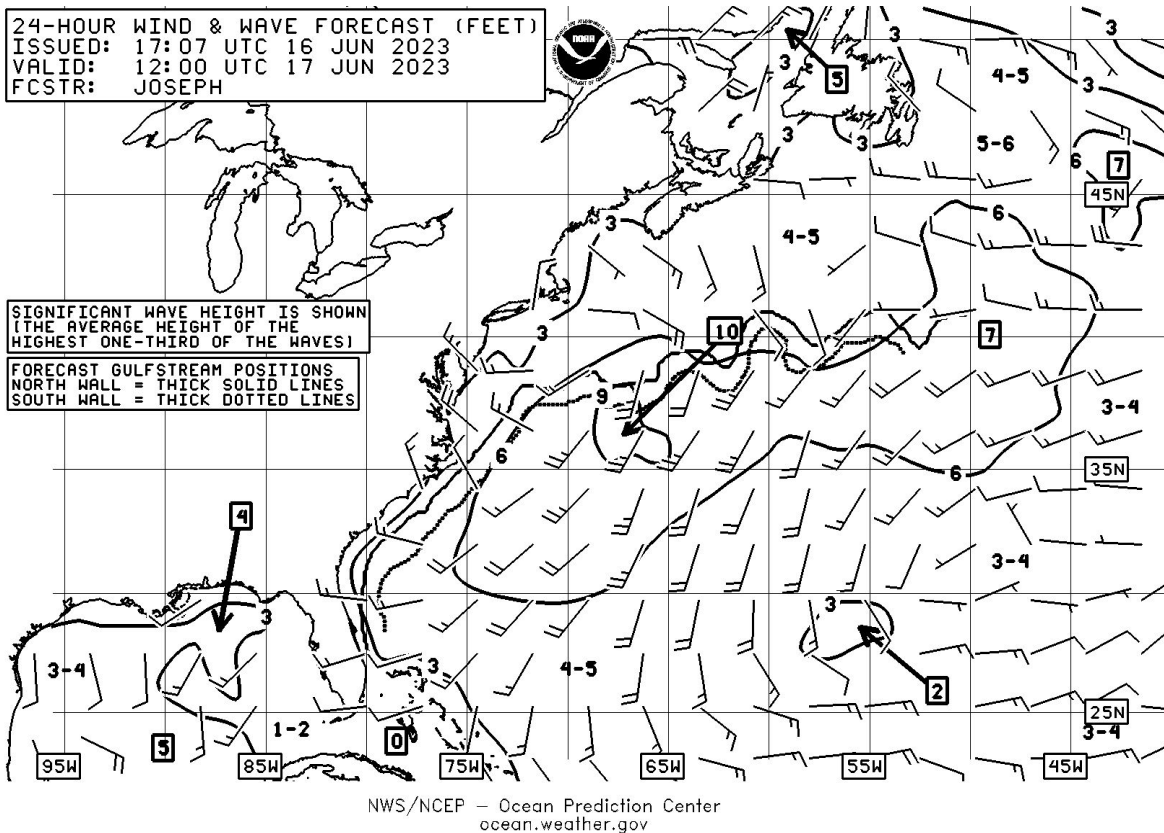 24-HOUR WIND & WAVE FORECAST (FEET)
ISSUED: 17:07 UTC 16 JUN 2023
VALID: 12:00 UTC 17 JUN 2023
FCSTR: JOSEPH
NOAA
3
3
3
5
4-5
3
3
3
5-6
6
7
45N
3
4-5
6
SIGNIFICANT WAVE HEIGHT IS SHOWN
(THE AVERAGE HEIGHT OF THE
HIGHEST ONE-THIRD OF THE WAVES)
3
10
7
FORECAST GULFSTREAM POSITIONS
NORTH WALL = THICK SOLID LINES
SOUTH WALL = THICK DOTTED LINES
9
3-4
6
6
35N
4
3-4
3
3
3-4
3
4-5
2
25N
1-2
0
5
3-4
95W
85W
75W
65W
55W
45W
NWS/NCEP – Ocean Prediction Center
ocean.weather.gov